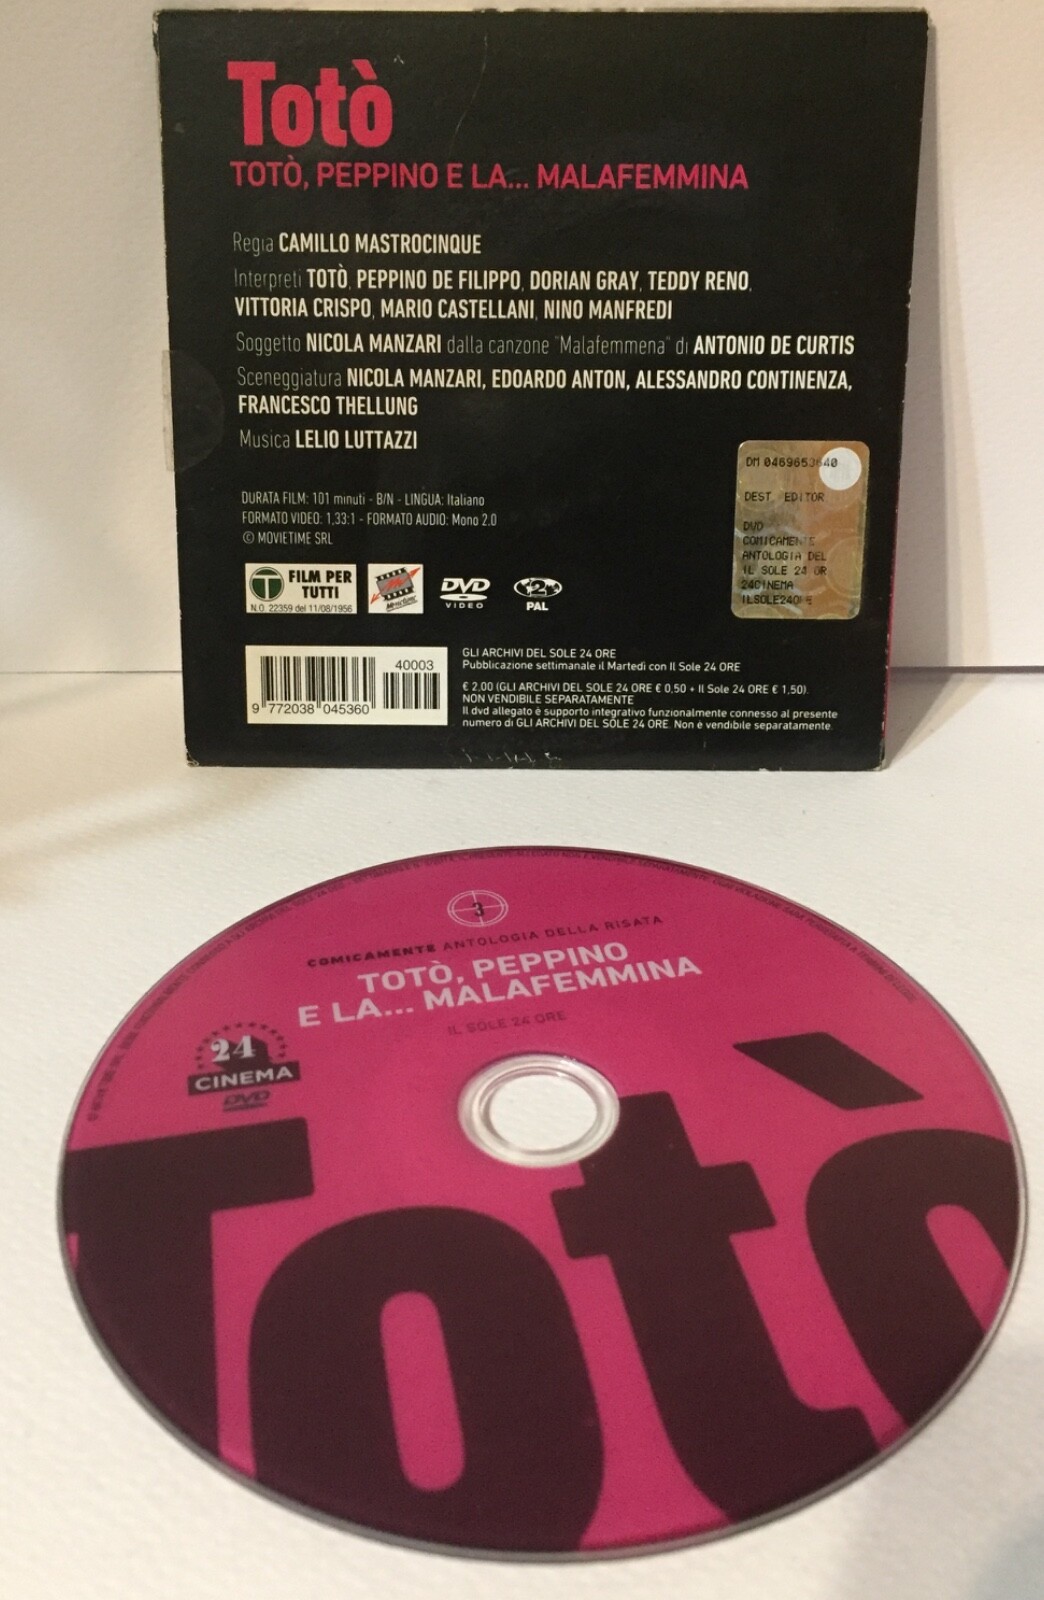 Totò
TOTÒ, PEPPINO E LA... MALAFEMMINA
Regia CAMILLO MASTROCINQUE
Interpreti TOTÒ, PEPPINO DE FILIPPO, DORIAN GRAY, TEDDY RENO,
VITTORIA CRISPO, MARIO CASTELLANI, NINO MANFREDI
Soggetto NICOLA MANZARI dalla canzone "Malafemmena" di ANTONIO DE CURTIS
Sceneggiatura NICOLA MANZARI, EDOARDO ANTON, ALESSANDRO CONTINENZA,
FRANCESCO THELLUNG
Musica LELIO LUTTAZZI
DURATA FILM: 101 minuti - B/N - LINGUA: Italiano
FORMATO VIDEO: 1,33:1 - FORMATO AUDIO: Mono 2.0
© MOVIETIME SRL
T FILM PER
TUTTI
N.O. 22359 del 11/08/1956
MovieTime
DVD
VIDEO
2
PAL
DM 0469653640
DEST. EDITOR
DVD
COMICAMENTE
ANTOLOGIA DEL
IL SOLE 24 OR
24CINEMA
ILSOLE24ORE
40003
9 772038 045360
GLI ARCHIVI DEL SOLE 24 ORE
Pubblicazione settimanale il Martedì con Il Sole 24 ORE
€ 2,00 (GLI ARCHIVI DEL SOLE 24 ORE € 0,50 + Il Sole 24 ORE € 1,50).
NON VENDIBILE SEPARATAMENTE
Il dvd allegato è supporto integrativo funzionalmente connesso al presente
numero di GLI ARCHIVI DEL SOLE 24 ORE. Non è vendibile separatamente.
3
COMICAMENTE ANTOLOGIA DELLA RISATA
TOTÒ, PEPPINO
E LA... MALAFEMMINA
IL SOLE 24 ORE
24
CINEMA
DVD
Totò